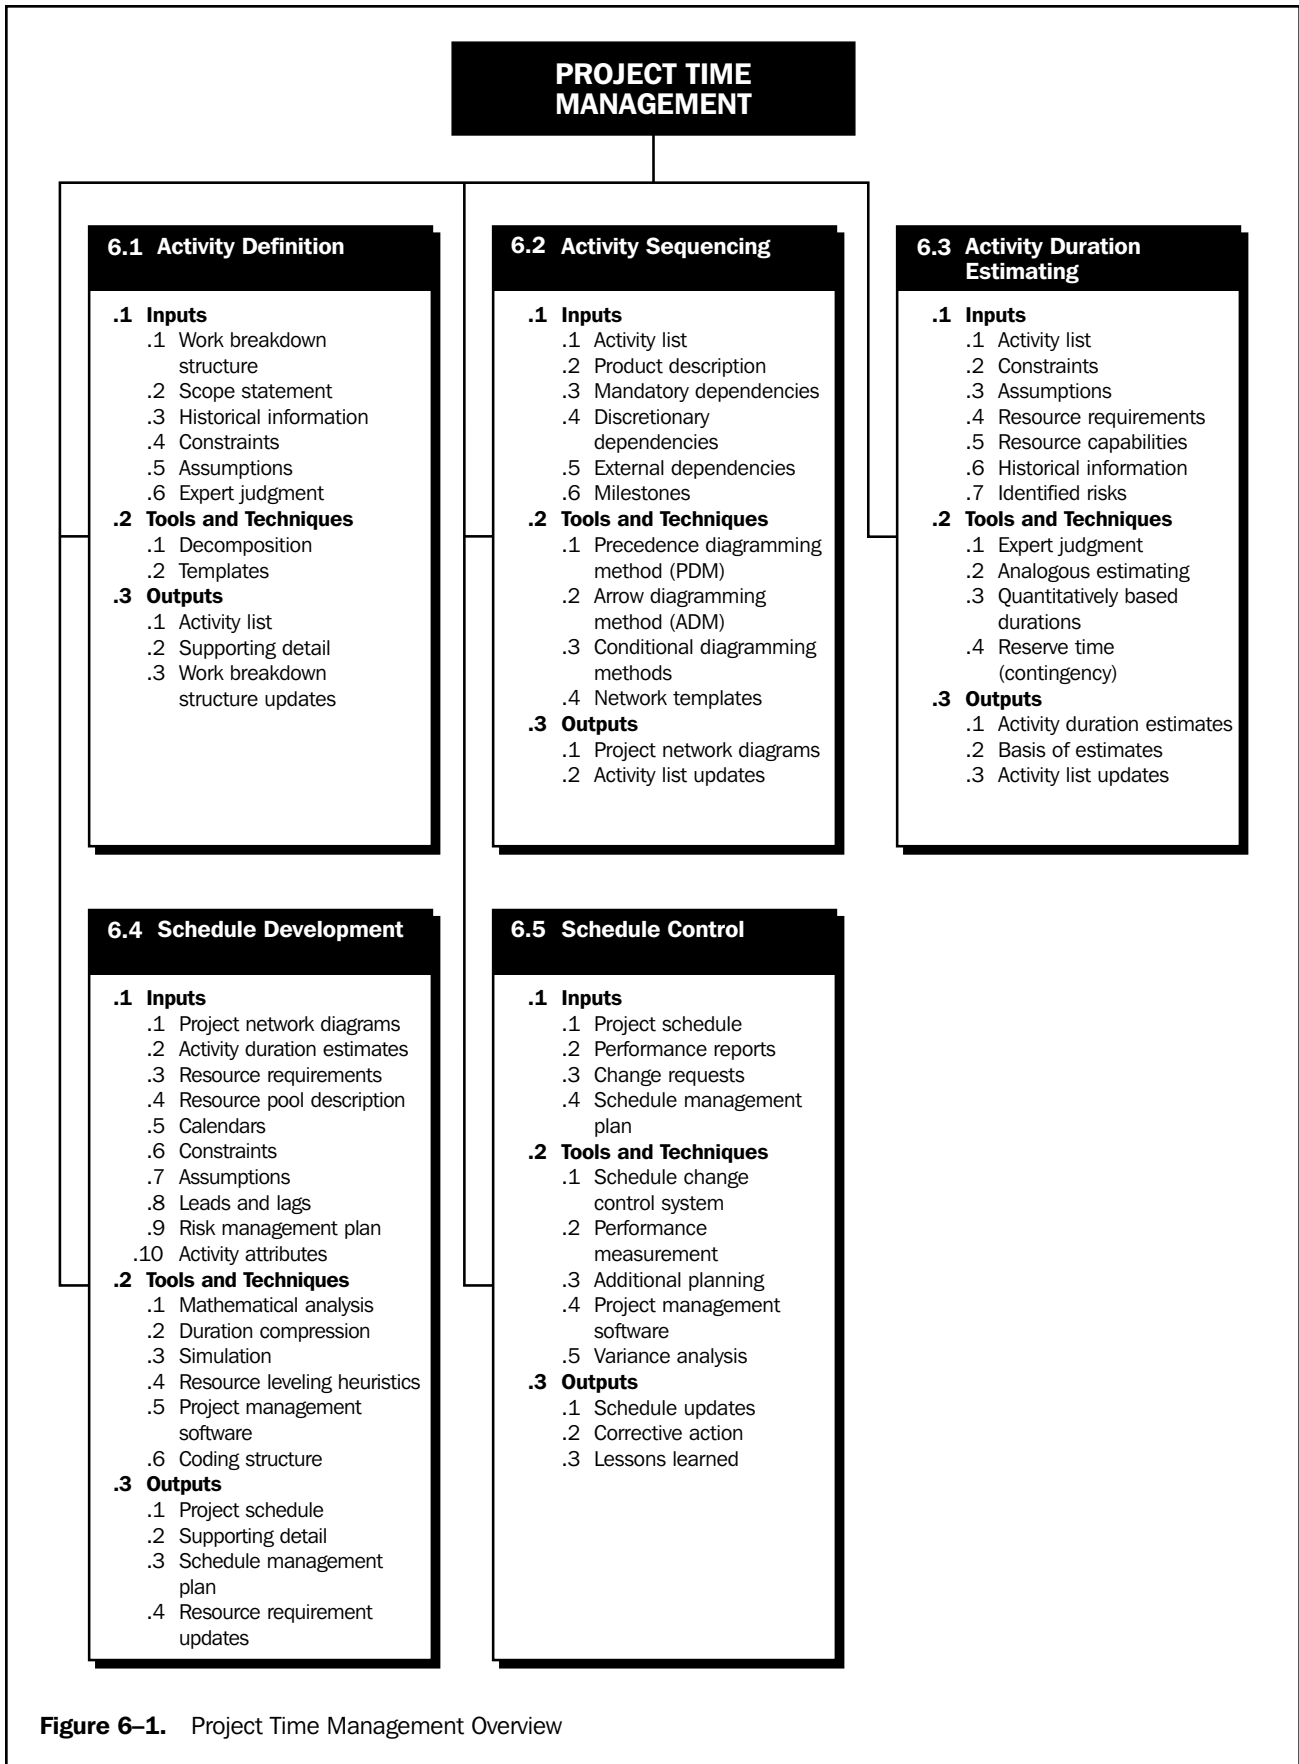 PROJECT TIME
MANAGEMENT
6.1 Activity Definition
.1 Inputs
.1 Work breakdown
structure
.2 Scope statement
.3 Historical information
.4 Constraints
.5 Assumptions
.6 Expert judgment
.2 Tools and Techniques
.1 Decomposition
.2 Templates
.3 Outputs
.1 Activity list
.2 Supporting detail
.3 Work breakdown
structure updates
6.2 Activity Sequencing
.1 Inputs
.1 Activity list
.2 Product description
.3 Mandatory dependencies
.4 Discretionary
dependencies
.5 External dependencies
.6 Milestones
.2 Tools and Techniques
.1 Precedence diagramming
method (PDM)
.2 Arrow diagramming
method (ADM)
.3 Conditional diagramming
methods
.4 Network templates
.3 Outputs
.1 Project network diagrams
.2 Activity list updates
6.3 Activity Duration
Estimating
.1 Inputs
.1 Activity list
.2 Constraints
.3 Assumptions
.4 Resource requirements
.5 Resource capabilities
.6 Historical information
.7 Identified risks
.2 Tools and Techniques
.1 Expert judgment
.2 Analogous estimating
.3 Quantitatively based
durations
.4 Reserve time
(contingency)
.3 Outputs
.1 Activity duration estimates
.2 Basis of estimates
.3 Activity list updates
6.4 Schedule Development
.1 Inputs
.1 Project network diagrams
.2 Activity duration estimates
.3 Resource requirements
.4 Resource pool description
.5 Calendars
.6 Constraints
.7 Assumptions
.8 Leads and lags
.9 Risk management plan
.10 Activity attributes
.2 Tools and Techniques
.1 Mathematical analysis
.2 Duration compression
.3 Simulation
.4 Resource leveling heuristics
.5 Project management
software
.6 Coding structure
.3 Outputs
.1 Project schedule
.2 Supporting detail
.3 Schedule management
plan
.4 Resource requirement
updates
6.5 Schedule Control
.1 Inputs
.1 Project schedule
.2 Performance reports
.3 Change requests
.4 Schedule management
plan
.2 Tools and Techniques
.1 Schedule change
control system
.2 Performance
measurement
.3 Additional planning
.4 Project management
software
.5 Variance analysis
.3 Outputs
.1 Schedule updates
.2 Corrective action
.3 Lessons learned
Figure 6–1. Project Time Management Overview